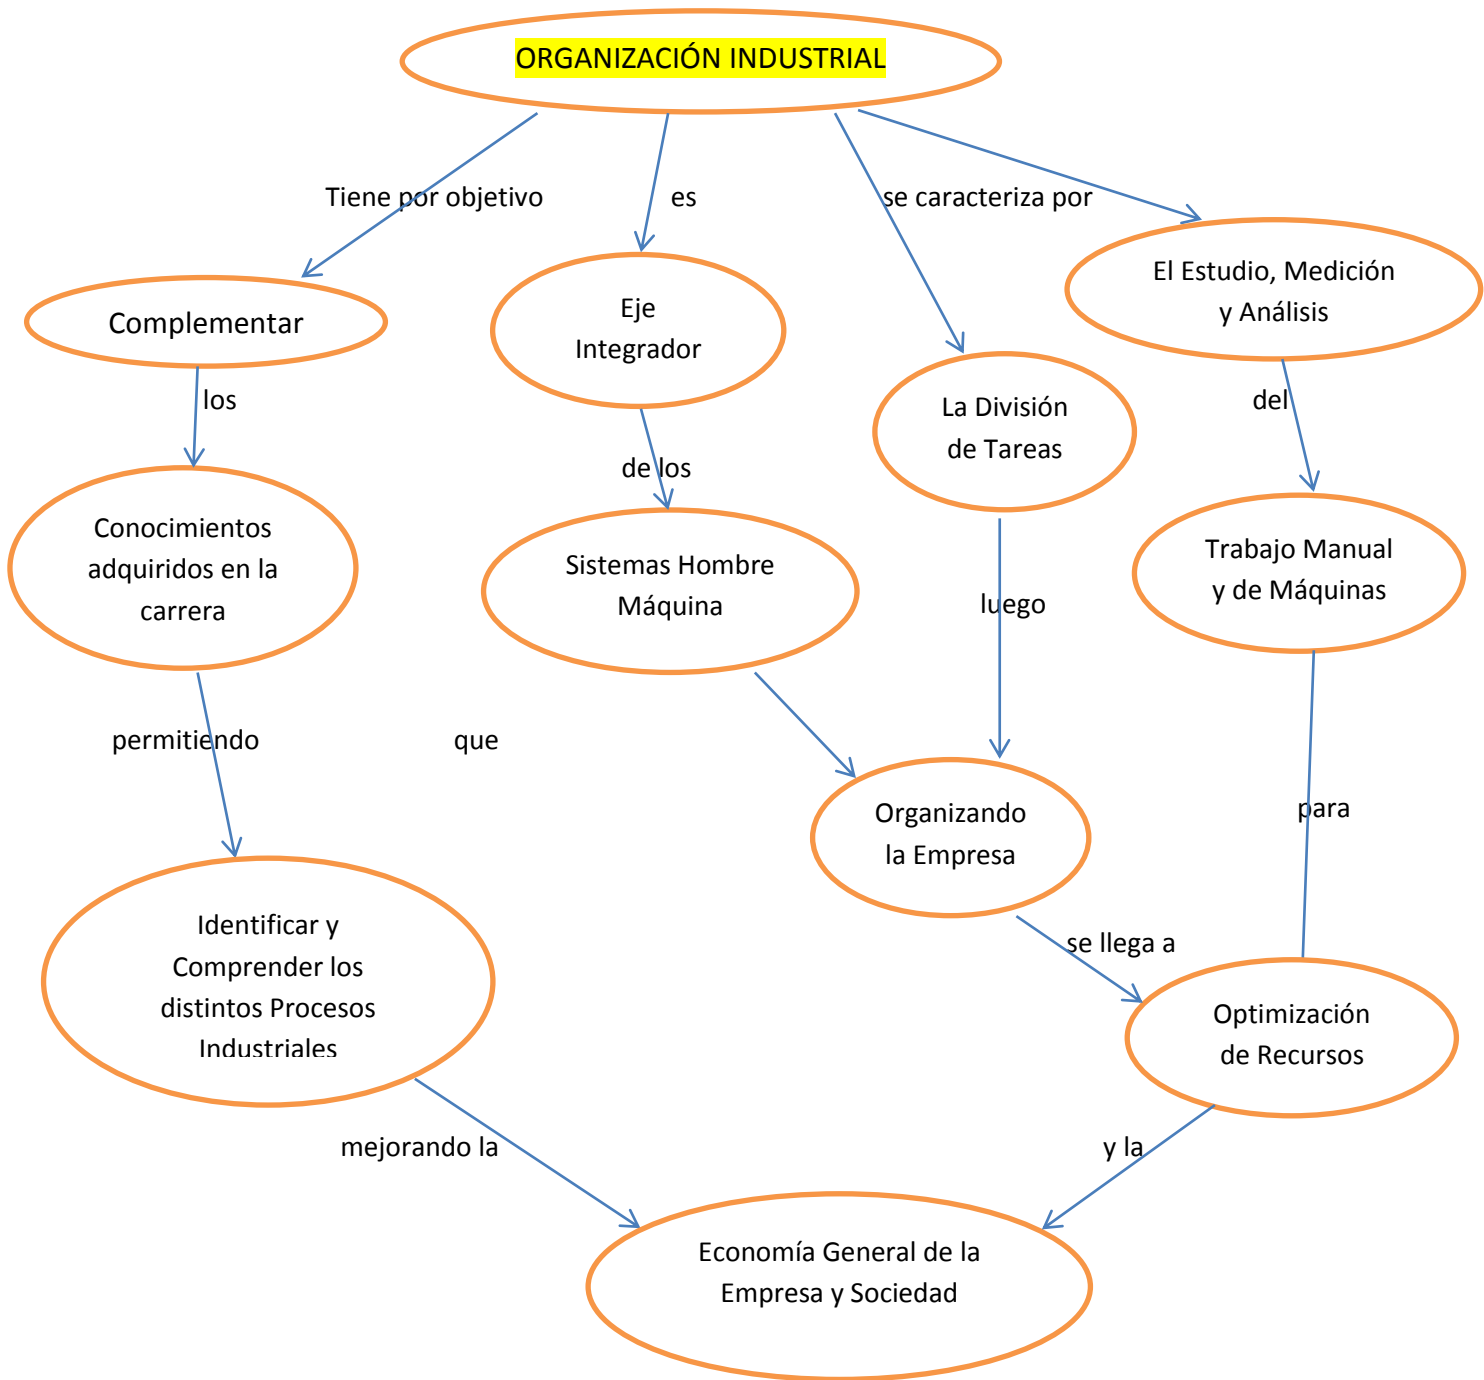 ORGANIZACIÓN INDUSTRIAL
Tiene por objetivo
es
se caracteriza por
El Estudio, Medición
y Análisis
Complementar
Eje
Integrador
los
La División
de Tareas
del
de los
Conocimientos
adquiridos en la
carrera
Sistemas Hombre
Máquina
Trabajo Manual
y de Máquinas
luego
permitiendo
que
Organizando
la Empresa
para
Identificar y
Comprender los
distintos Procesos
Industriales
se llega a
Optimización
de Recursos
mejorando la
y la
Economía General de la
Empresa y Sociedad